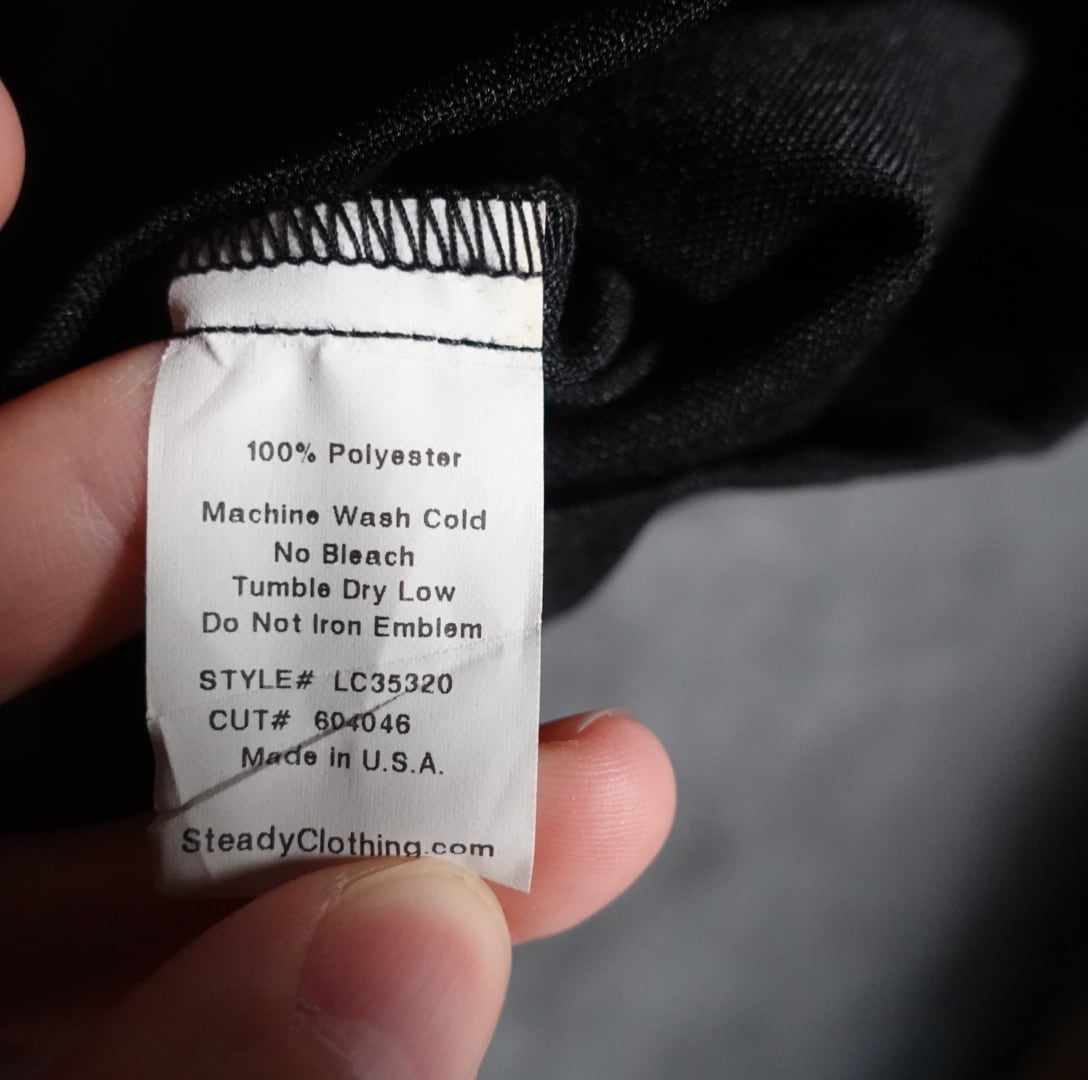 100% Polyester
Machine Wash Cold
No Bleach
Tumble Dry Low
Do Not Iron Emblem
STYLE# LC35320
CUT# 604046
Made in U.S.A.
SteadyClothing.com